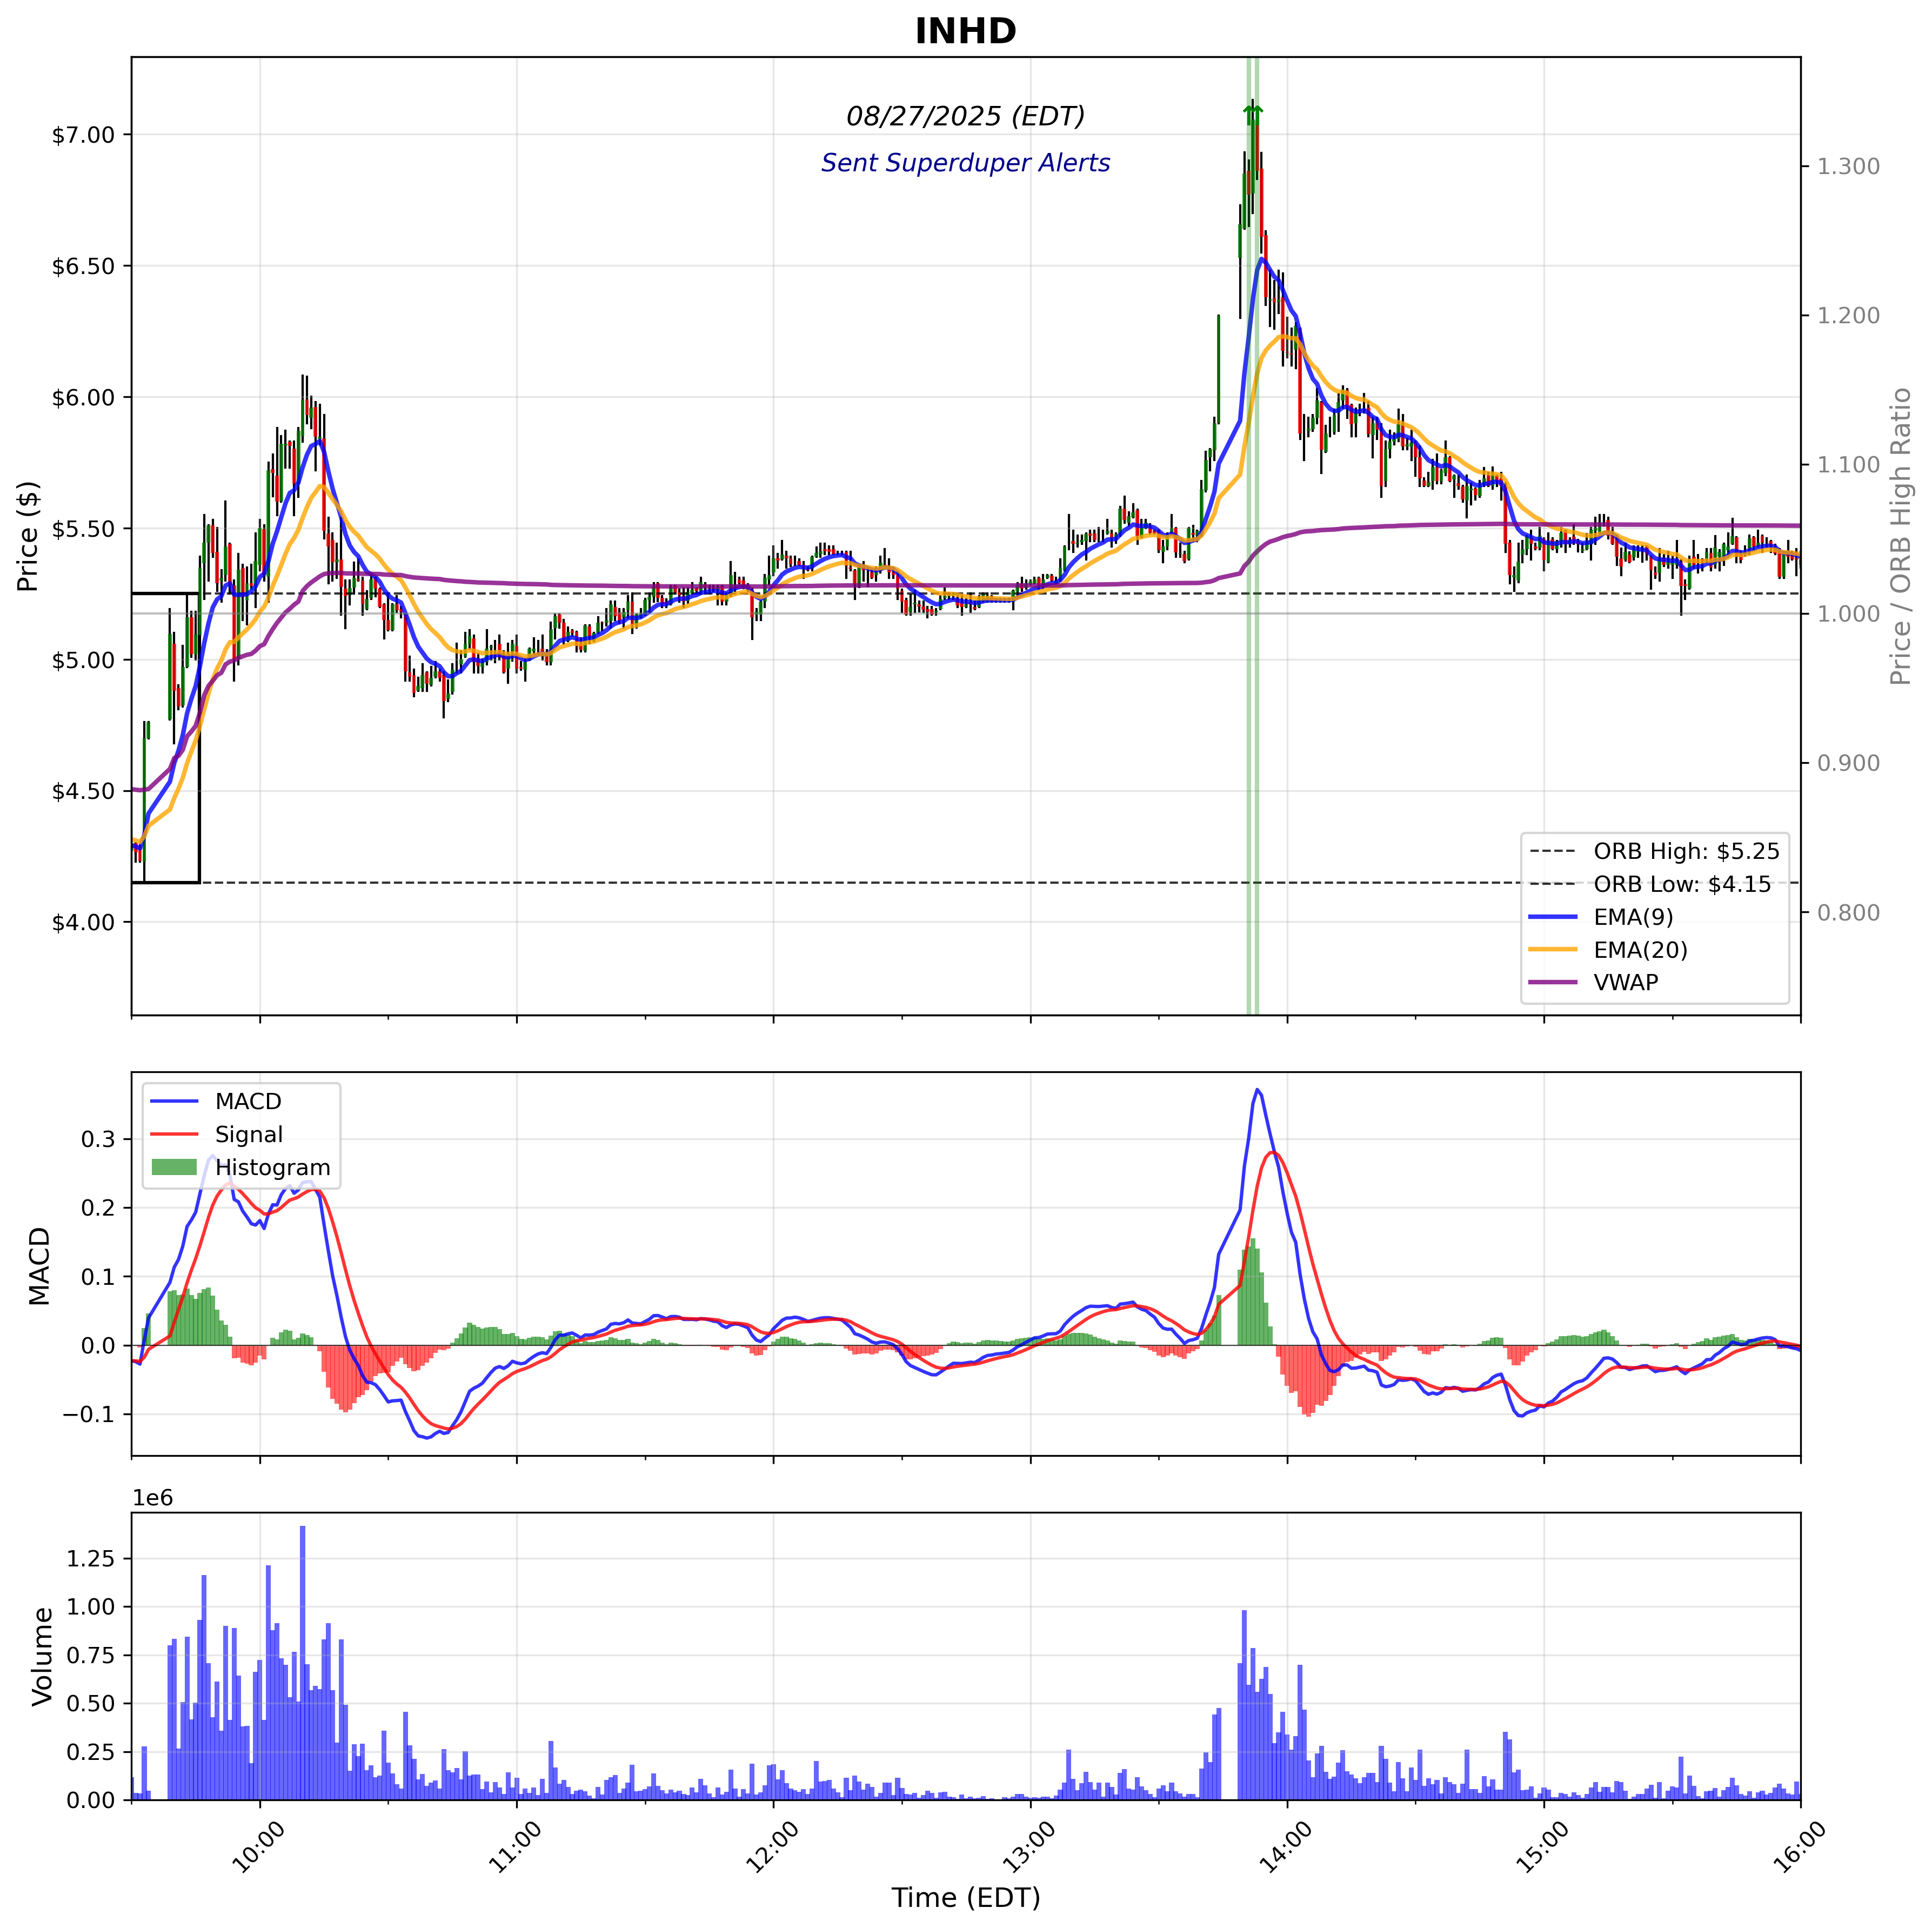 INHD
08/27/2025 (EDT)
Sent Superduper Alerts
Price ($)
$7.00
$6.50
$6.00
$5.50
$5.00
$4.50
$4.00
1.300
1.200
1.100
1.000
0.900
0.800
Price / ORB High Ratio
ORB High: $5.25
ORB Low: $4.15
EMA(9)
EMA(20)
VWAP
MACD
0.3
0.2
0.1
0.0
−0.1
MACD
Signal
Histogram
1e6
Volume
1.25
1.00
0.75
0.50
0.25
0.00
10:00
11:00
12:00
13:00
14:00
15:00
16:00
Time (EDT)